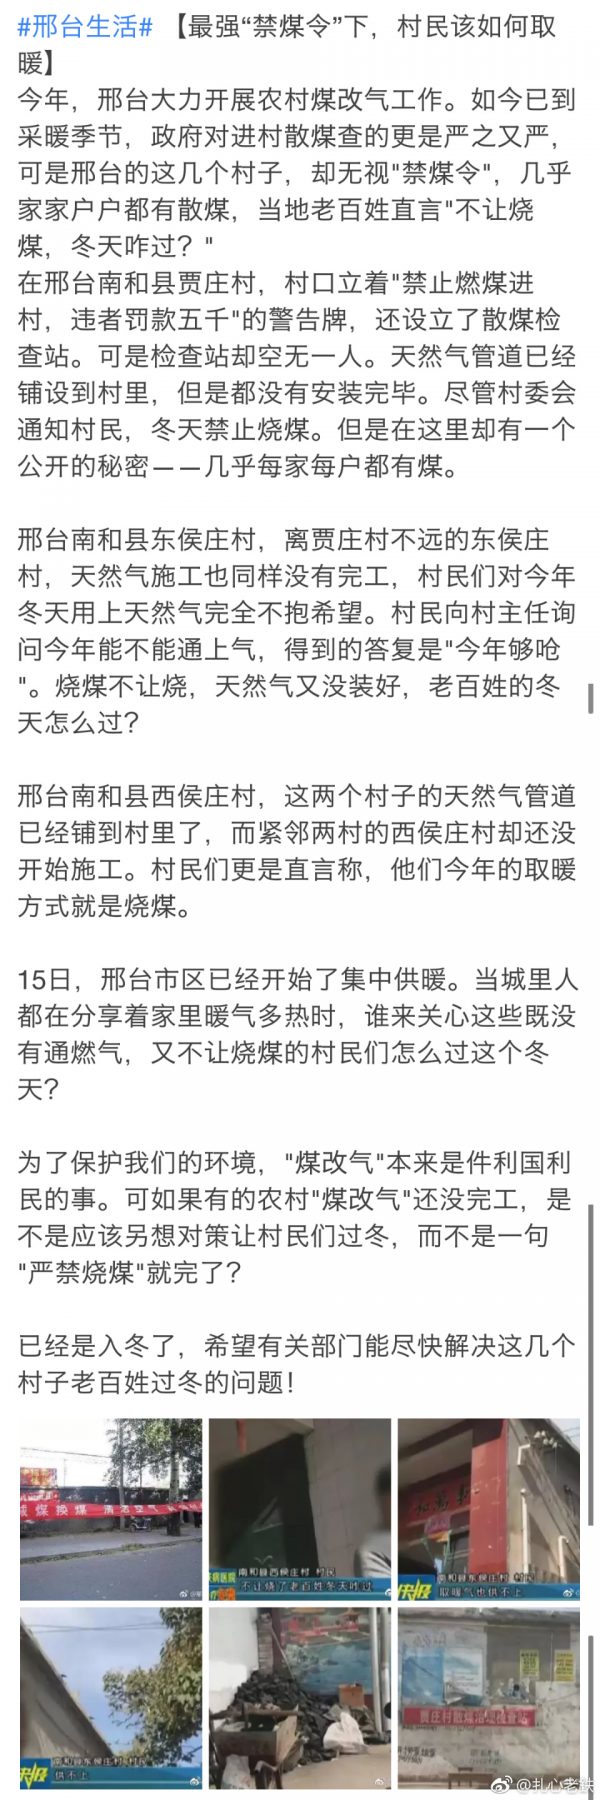 #邢台生活# 【最强“禁煤令”下，村民该如何取
暖】
今年，邢台大力开展农村煤改气工作。如今已到
采暖季节，政府对进村散煤查的更是严之又严，
可是邢台的这几个村子，却无视"禁煤令"，几乎
家家户户都有散煤，当地老百姓直言"不让烧
煤，冬天咋过？"
在邢台南和县贾庄村，村口立着"禁止燃煤进
村，违者罚款五千"的警告牌，还设立了散煤检
查站。可是检查站却空无一人。天然气管道已经
铺设到村里，但是都没有安装完毕。尽管村委会
通知村民，冬天禁止烧煤。但是在这里却有一个
公开的秘密——几乎每家每户都有煤。
邢台南和县东侯庄村，离贾庄村不远的东侯庄
村，天然气施工也同样没有完工，村民们对今年
冬天用上天然气完全不抱希望。村民向村主任询
问今年能不能通上气，得到的答复是"今年够呛
"。烧煤不让烧，天然气又没装好，老百姓的冬
天怎么过？
邢台南和县西侯庄村，这两个村子的天然气管道
已经铺到村里了，而紧邻两村的西侯庄村却还没
开始施工。村民们更是直言称，他们今年的取暖
方式就是烧煤。
15日，邢台市区已经开始了集中供暖。当城里人
都在分享着家里暖气多热时，谁来关心这些既没
有通燃气，又不让烧煤的村民们怎么过这个冬
天？
为了保护我们的环境，"煤改气"本来是件利国利
民的事。可如果有的农村"煤改气"还没完工，是
不是应该另想对策让村民们过冬，而不是一句
"严禁烧煤"就完了？
已经是入冬了，希望有关部门能尽快解决这几个
村子老百姓过冬的问题！
减煤换煤 清洁空气
南和县西侯庄村 村民
不让烧了老百姓冬天咋过
南和县东侯庄村 村民
取暖气也供不上
快报
南和县东侯庄村 村民
供不上
快报
贾庄村散煤治理检查站
@扎心老铁